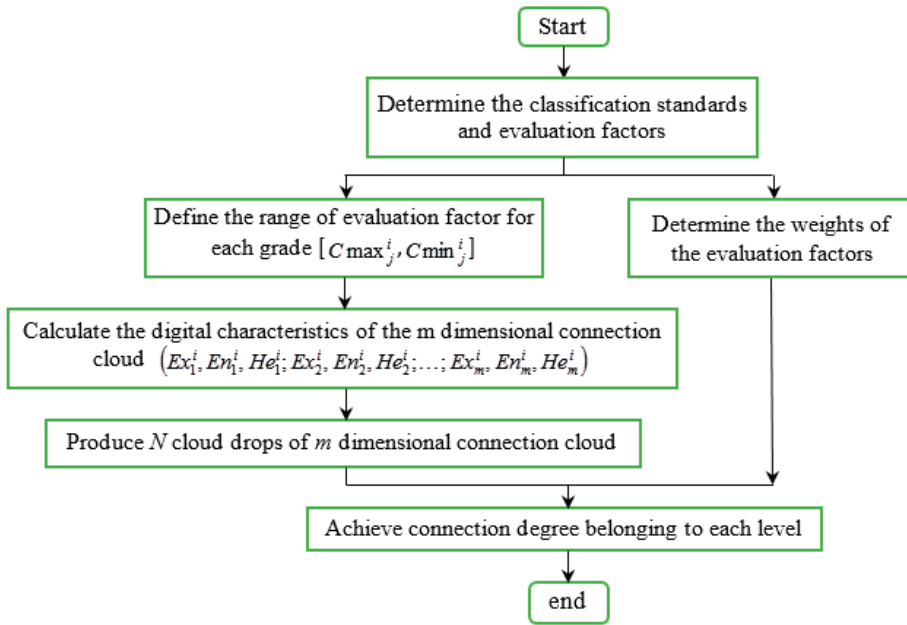 Start
Determine the classification standards
and evaluation factors
Define the range of evaluation factor for
each grade [C max^i_j, C min^i_j]
Determine the weights of
the evaluation factors
Calculate the digital characteristics of the m dimensional connection
cloud (Ex^i_1, En^i_1, He^i_1; Ex^i_2, En^i_2, He^i_2;...; Ex^i_m, En^i_m, He^i_m)
Produce N cloud drops of m dimensional connection cloud
Achieve connection degree belonging to each level
end